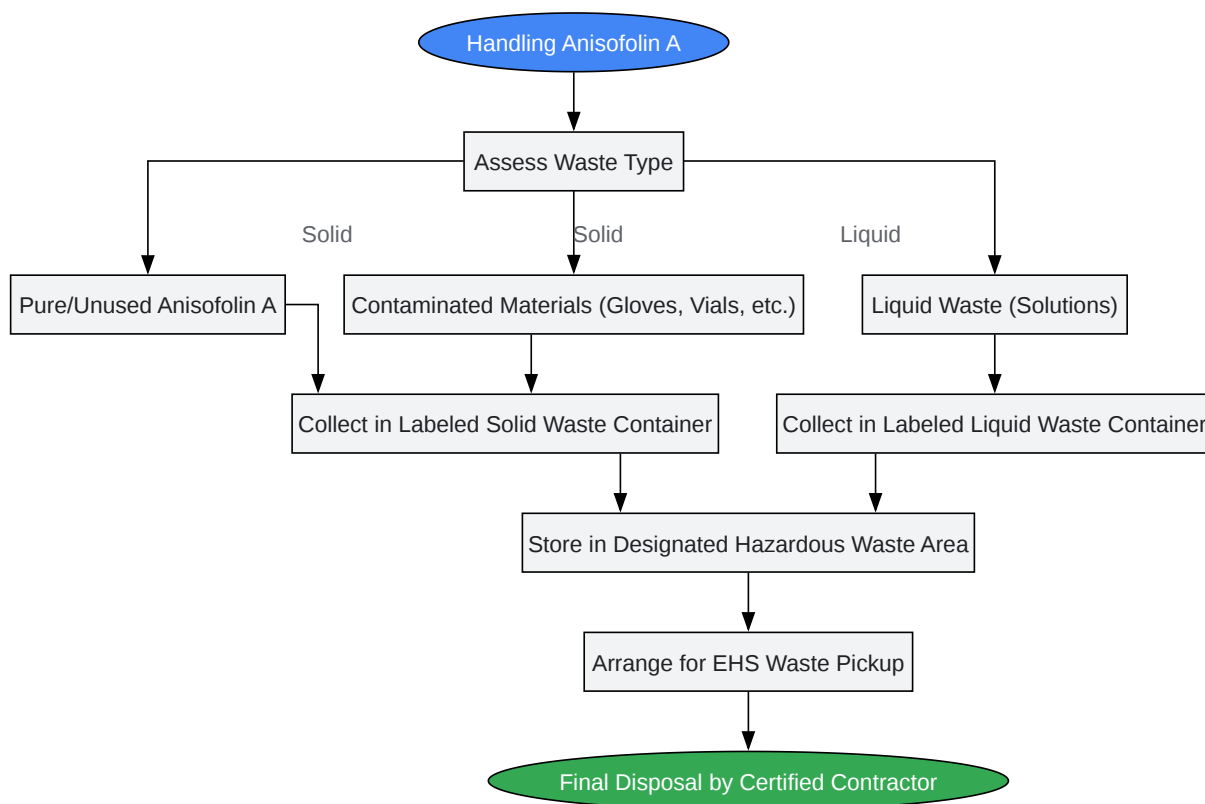 Handling Anisofolin A
Assess Waste Type
Solid
Solid
Liquid
Pure/Unused Anisofolin A
Contaminated Materials (Gloves, Vials, etc.)
Liquid Waste (Solutions)
Collect in Labeled Solid Waste Container
Collect in Labeled Liquid Waste Container
Store in Designated Hazardous Waste Area
Arrange for EHS Waste Pickup
Final Disposal by Certified Contractor